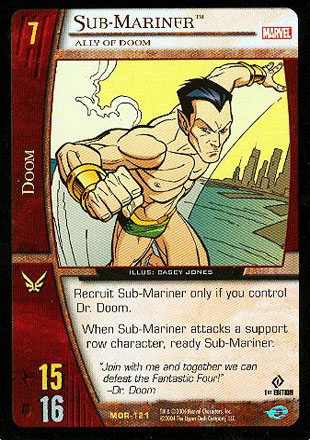 7
SUB-MARINER™
ALLY OF DOOM
MARVEL
DOOM
ILLUS: CASEY JONES
Recruit Sub-Mariner only if you control
Dr. Doom.
When Sub-Mariner attacks a support
row character, ready Sub-Mariner.
"Join with me and together we can
defeat the Fantastic Four!"
-Dr. Doom
1ST EDITION
15
16
MOR-121